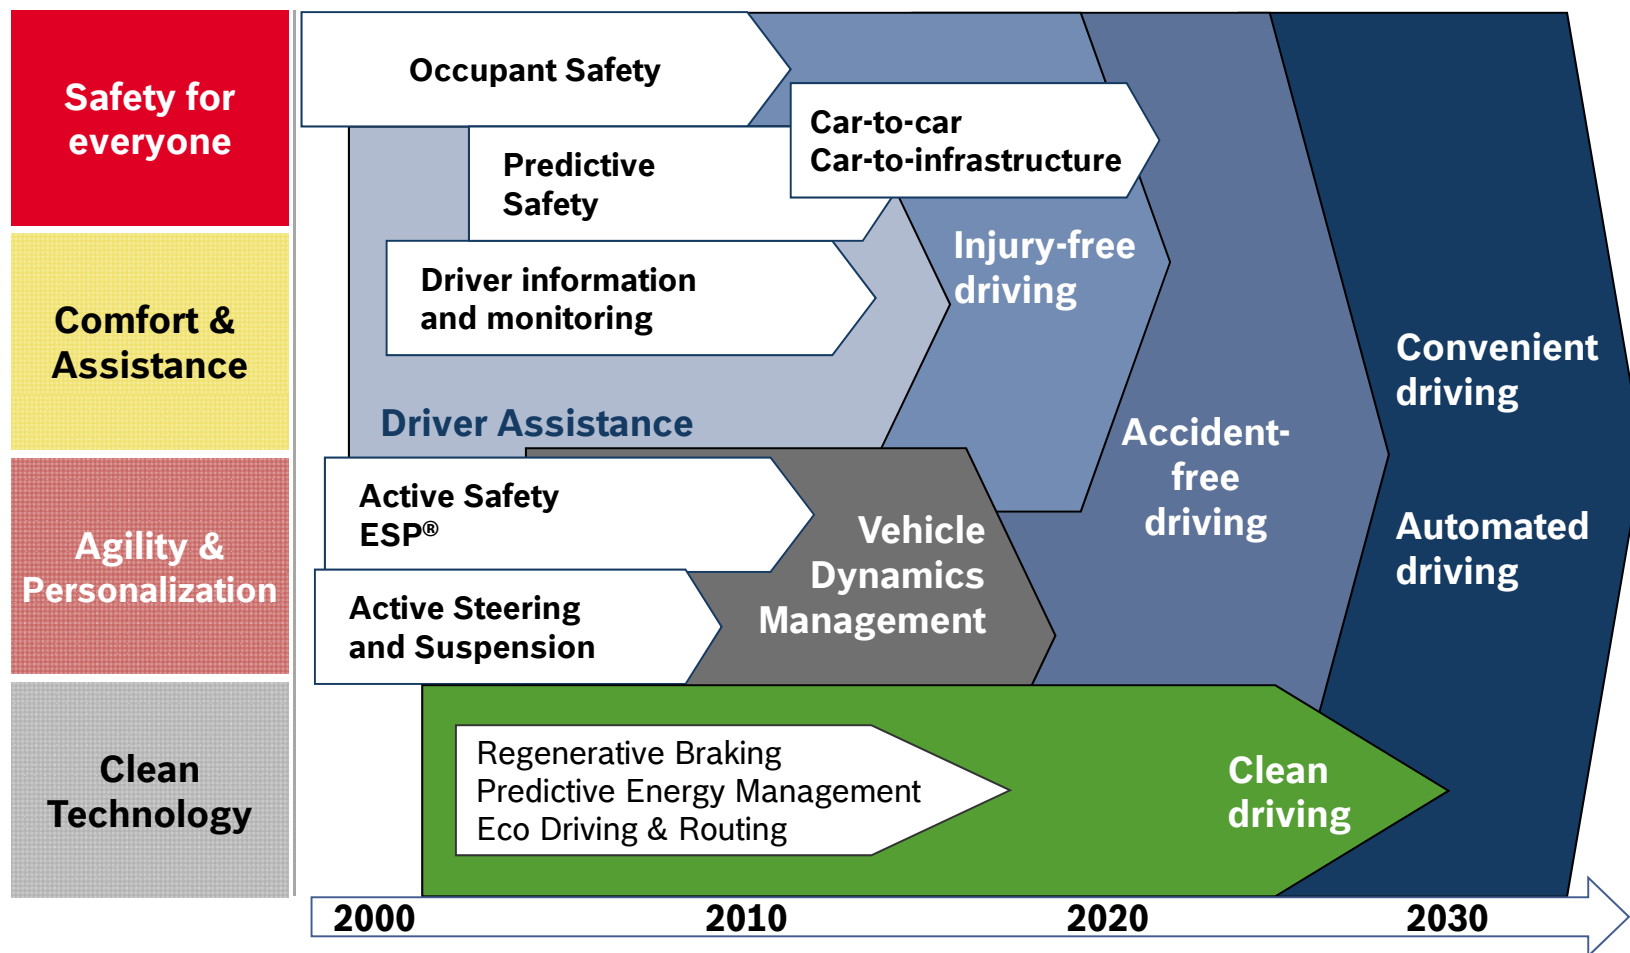 Safety for
everyone
Occupant Safety
Car-to-car
Car-to-infrastructure
Predictive
Safety
Injury-free
driving
Comfort &
Assistance
Driver information
and monitoring
Driver Assistance
Convenient
driving
Accident-
free
driving
Automated
driving
Agility &
Personalization
Active Safety
ESP®
Vehicle
Dynamics
Management
Active Steering
and Suspension
Clean
Technology
Regenerative Braking
Predictive Energy Management
Eco Driving & Routing
Clean
driving
2000 2010 2020 2030